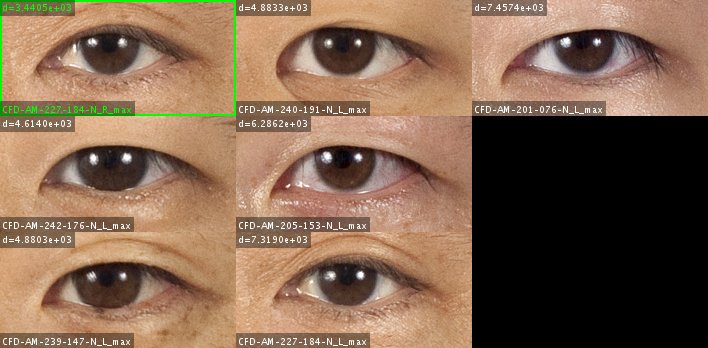 d=3.4405e+03
CFD-AM-227-184-N_R_max
d=4.8833e+03
CFD-AM-240-191-N_L_max
d=7.4574e+03
CFD-AM-201-076-N_L_max
d=4.6140e+03
CFD-AM-242-176-N_L_max
d=6.2862e+03
CFD-AM-205-153-N_L_max
d=4.8803e+03
CFD-AM-239-147-N_L_max
d=7.3190e+03
CFD-AM-227-184-N_L_max